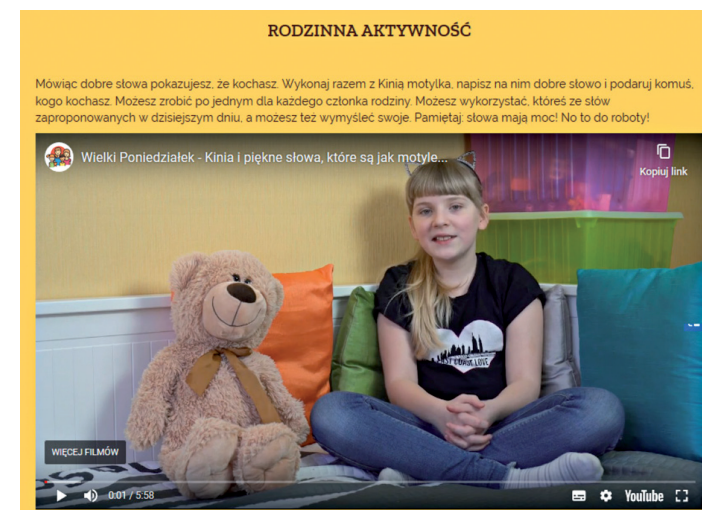 RODZINNA AKTYWNOŚĆ
Mówiąc dobre słowa pokazujesz, że kochasz. Wykonaj razem z Kinią motylka, napisz na nim dobre słowo i podaruj komuś,
kogo kochasz. Możesz zrobić po jednym dla każdego członka rodziny. Możesz wykorzystać, któreś ze słów
zaproponowanych w dzisiejszym dniu, a możesz też wymyśleć swoje. Pamiętaj: słowa mają moc! No to do roboty!
Wielki Poniedziałek - Kinia i piękne słowa, które są jak motyle...
Kopiuj link
WIĘCEJ FILMÓW
0:01 / 5:58
YouTube